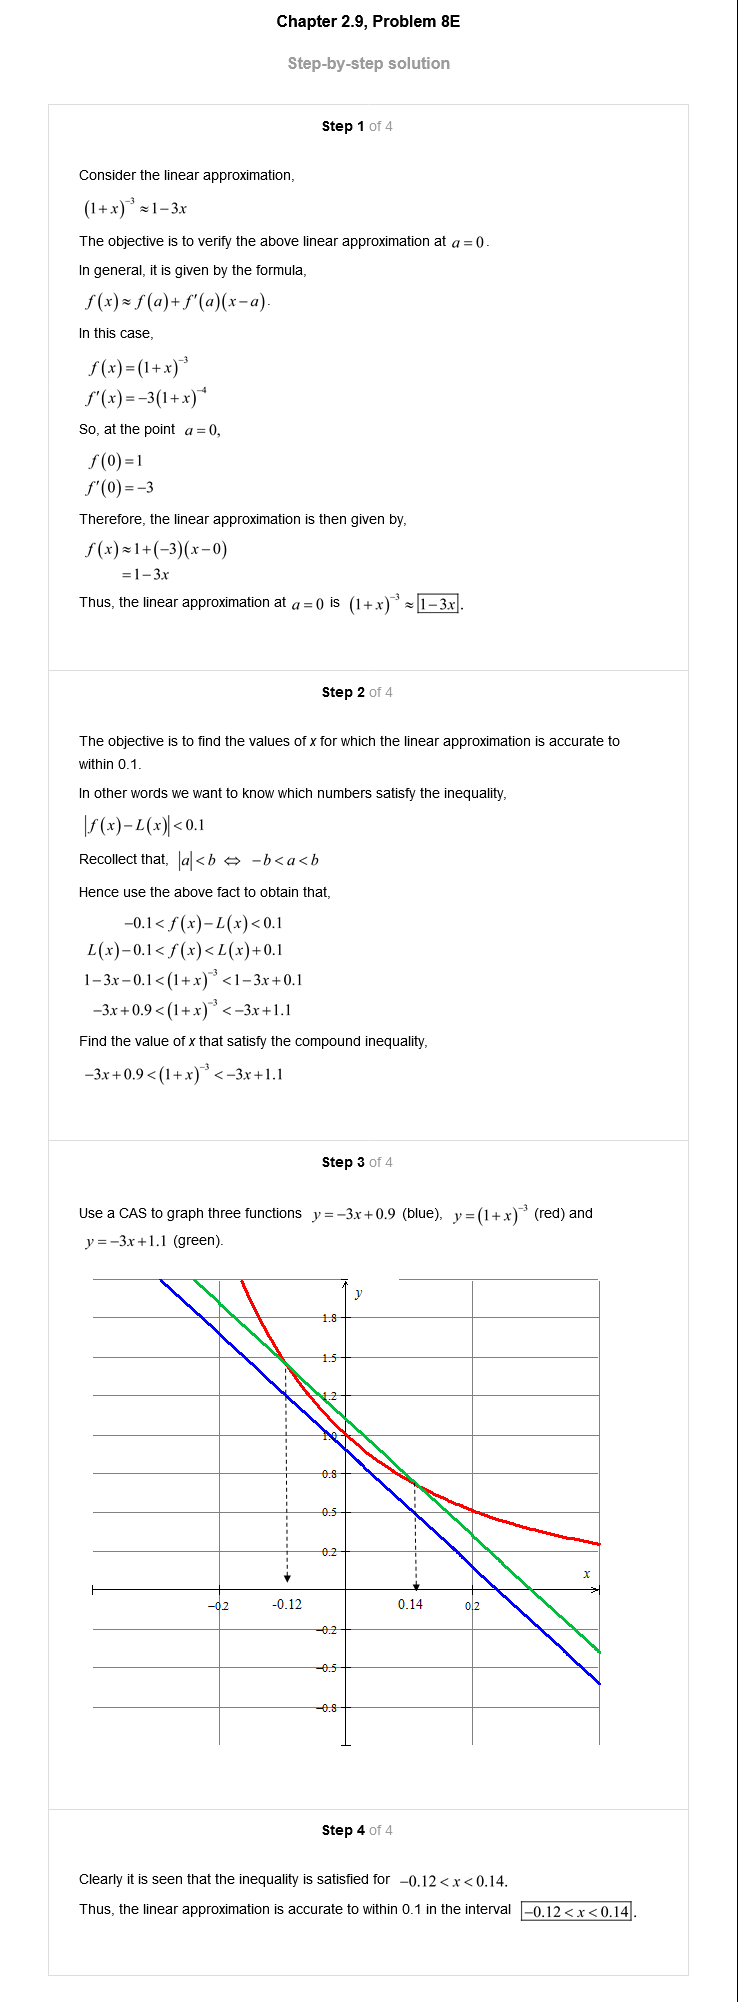 Chapter 2.9, Problem 8E
Step-by-step solution
Step 1 of 4
Consider the linear approximation,
(1+x)⁻³ ≈ 1−3x
The objective is to verify the above linear approximation at a = 0.
In general, it is given by the formula,
f(x) ≈ f(a)+f′(a)(x−a).
In this case,
f(x)=(1+x)⁻³
f′(x)=−3(1+x)⁻⁴
So, at the point a = 0,
f(0)=1
f′(0)=−3
Therefore, the linear approximation is then given by,
f(x)≈1+(−3)(x−0)
=1−3x
Thus, the linear approximation at a = 0 is (1+x)⁻³ ≈ 1−3x.
Step 2 of 4
The objective is to find the values of x for which the linear approximation is accurate to
within 0.1.
In other words we want to know which numbers satisfy the inequality,
|f(x)−L(x)|<0.1
Recollect that, |a|<b ⇔ −b<a<b
Hence use the above fact to obtain that,
−0.1< f(x)−L(x)<0.1
L(x)−0.1< f(x)<L(x)+0.1
1−3x−0.1<(1+x)⁻³ <1−3x+0.1
−3x+0.9<(1+x)⁻³ <−3x+1.1
Find the value of x that satisfy the compound inequality,
−3x+0.9<(1+x)⁻³ <−3x+1.1
Step 3 of 4
Use a CAS to graph three functions y=−3x+0.9 (blue), y=(1+x)⁻³ (red) and
y=−3x+1.1 (green).
y
1.8
1.5
1.2
1.0
0.8
0.5
0.2
x
−0.2 -0.12 0.14 0.2
−0.2
−0.5
−0.8
Step 4 of 4
Clearly it is seen that the inequality is satisfied for −0.12 < x < 0.14.
Thus, the linear approximation is accurate to within 0.1 in the interval −0.12 < x < 0.14.